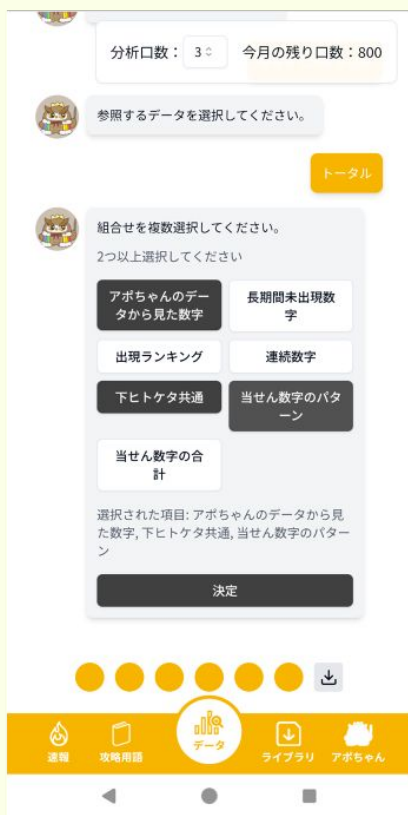 分析口数： 3 今月の残り口数：800
参照するデータを選択してください。
トータル
組合せを複数選択してください。
2つ以上選択してください
アポちゃんのデー
タから見た数字
長期間未出現数
字
出現ランキング
連続数字
下ヒトケタ共通
当せん数字のパタ
ーン
当せん数字の合
計
選択された項目: アポちゃんのデータから見
た数字, 下ヒトケタ共通, 当せん数字のパター
ン
決定
速報
攻略用語
データ
ライブラリ
アポちゃん